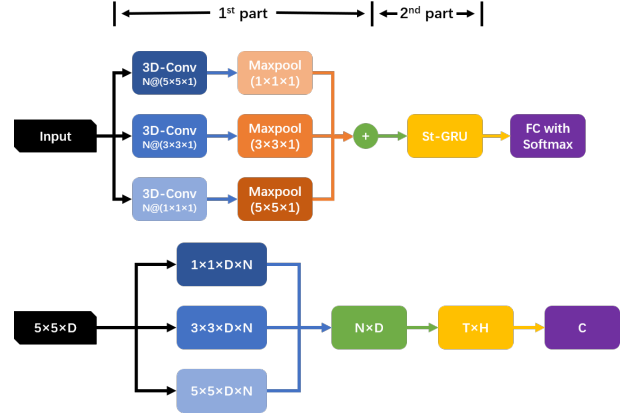 1st part
2nd part
3D-Conv
N@(5×5×1)
Maxpool
(1×1×1)
Input
3D-Conv
N@(3×3×1)
Maxpool
(3×3×1)
+
St-GRU
FC with
Softmax
3D-Conv
N@(1×1×1)
Maxpool
(5×5×1)
1×1×D×N
5×5×D
3×3×D×N
N×D
T×H
C
5×5×D×N